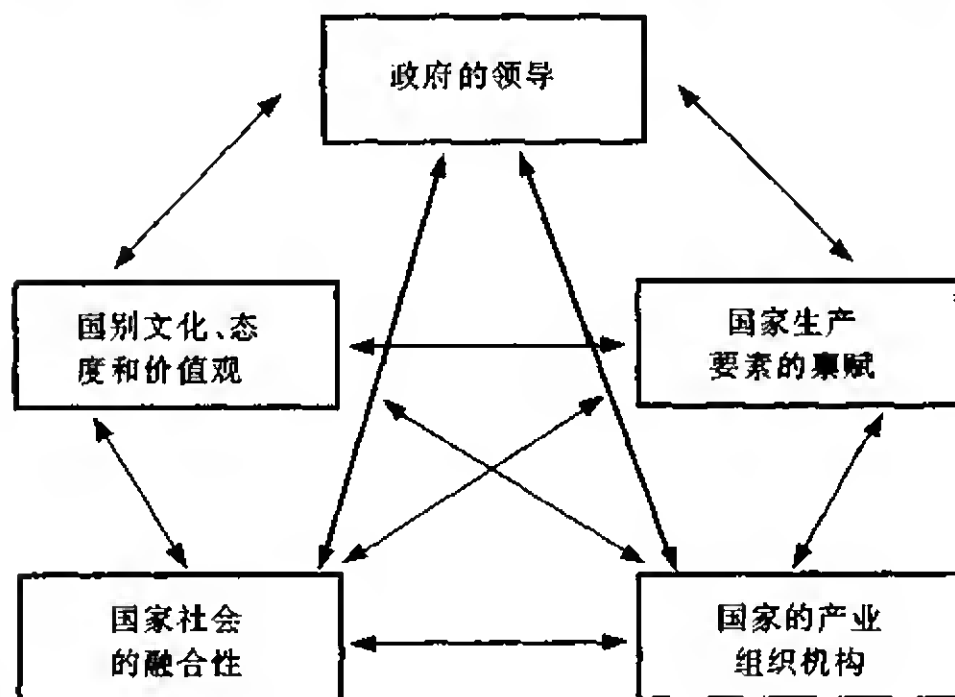 政府的领导
国别文化、态
度和价值观
国家生产
要素的禀赋
国家社会
的融合性
国家的产业
组织机构